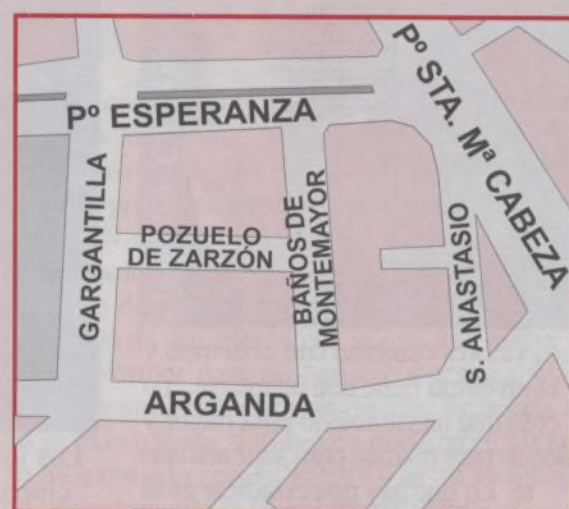 Pº ESPERANZA
Pº STA. Mª CABEZA
GARGANTILLA
POZUELO
DE ZARZÓN
BAÑOS DE
MONTEMAYOR
S. ANASTASIO
ARGANDA